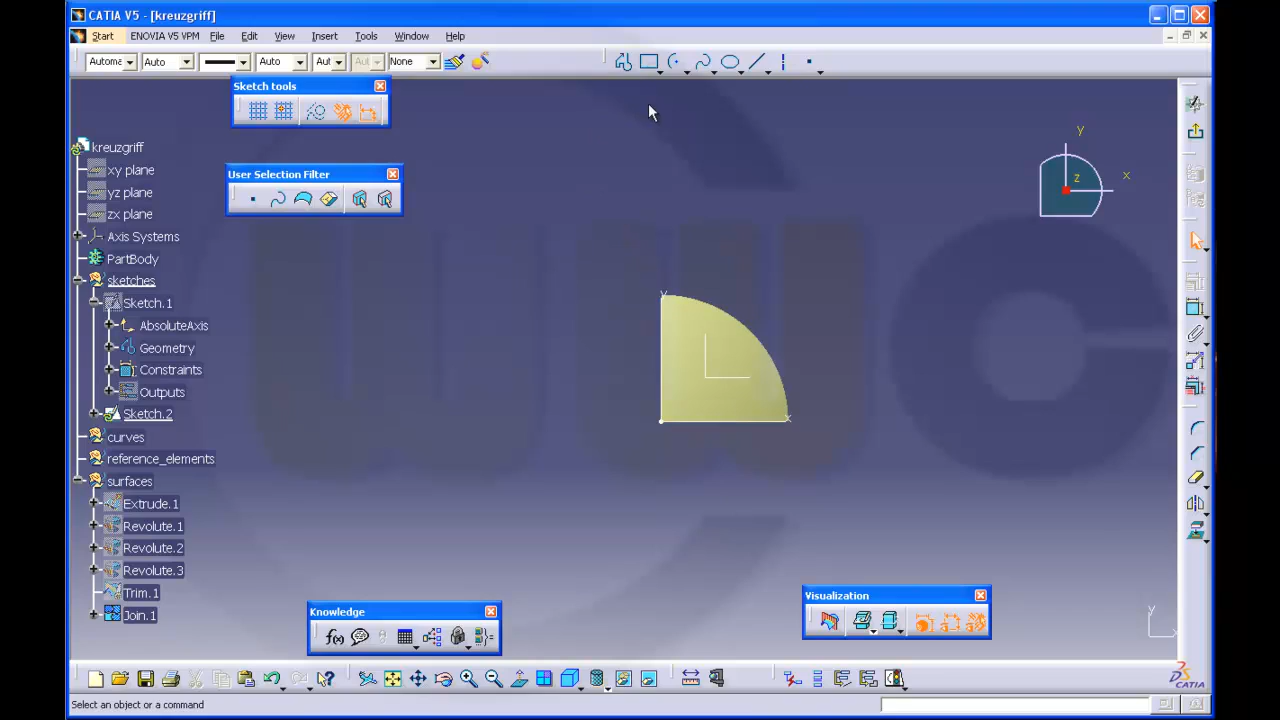 CATIA V5 - [kreuzgriff]
Start ENOVIA V5 VPM File Edit View Insert Tools Window Help
Automa Auto Auto Aut Aut None
Sketch tools
User Selection Filter
kreuzgriff
xy plane
yz plane
zx plane
Axis Systems
PartBody
sketches
Sketch.1
AbsoluteAxis
Geometry
Constraints
Outputs
Sketch.2
curves
reference_elements
surfaces
Extrude.1
Revolute.1
Revolute.2
Revolute.3
Trim.1
Join.1
y
x
z
y
x
Knowledge
f(x)
Visualization
y
x
CATIA
Select an object or a command